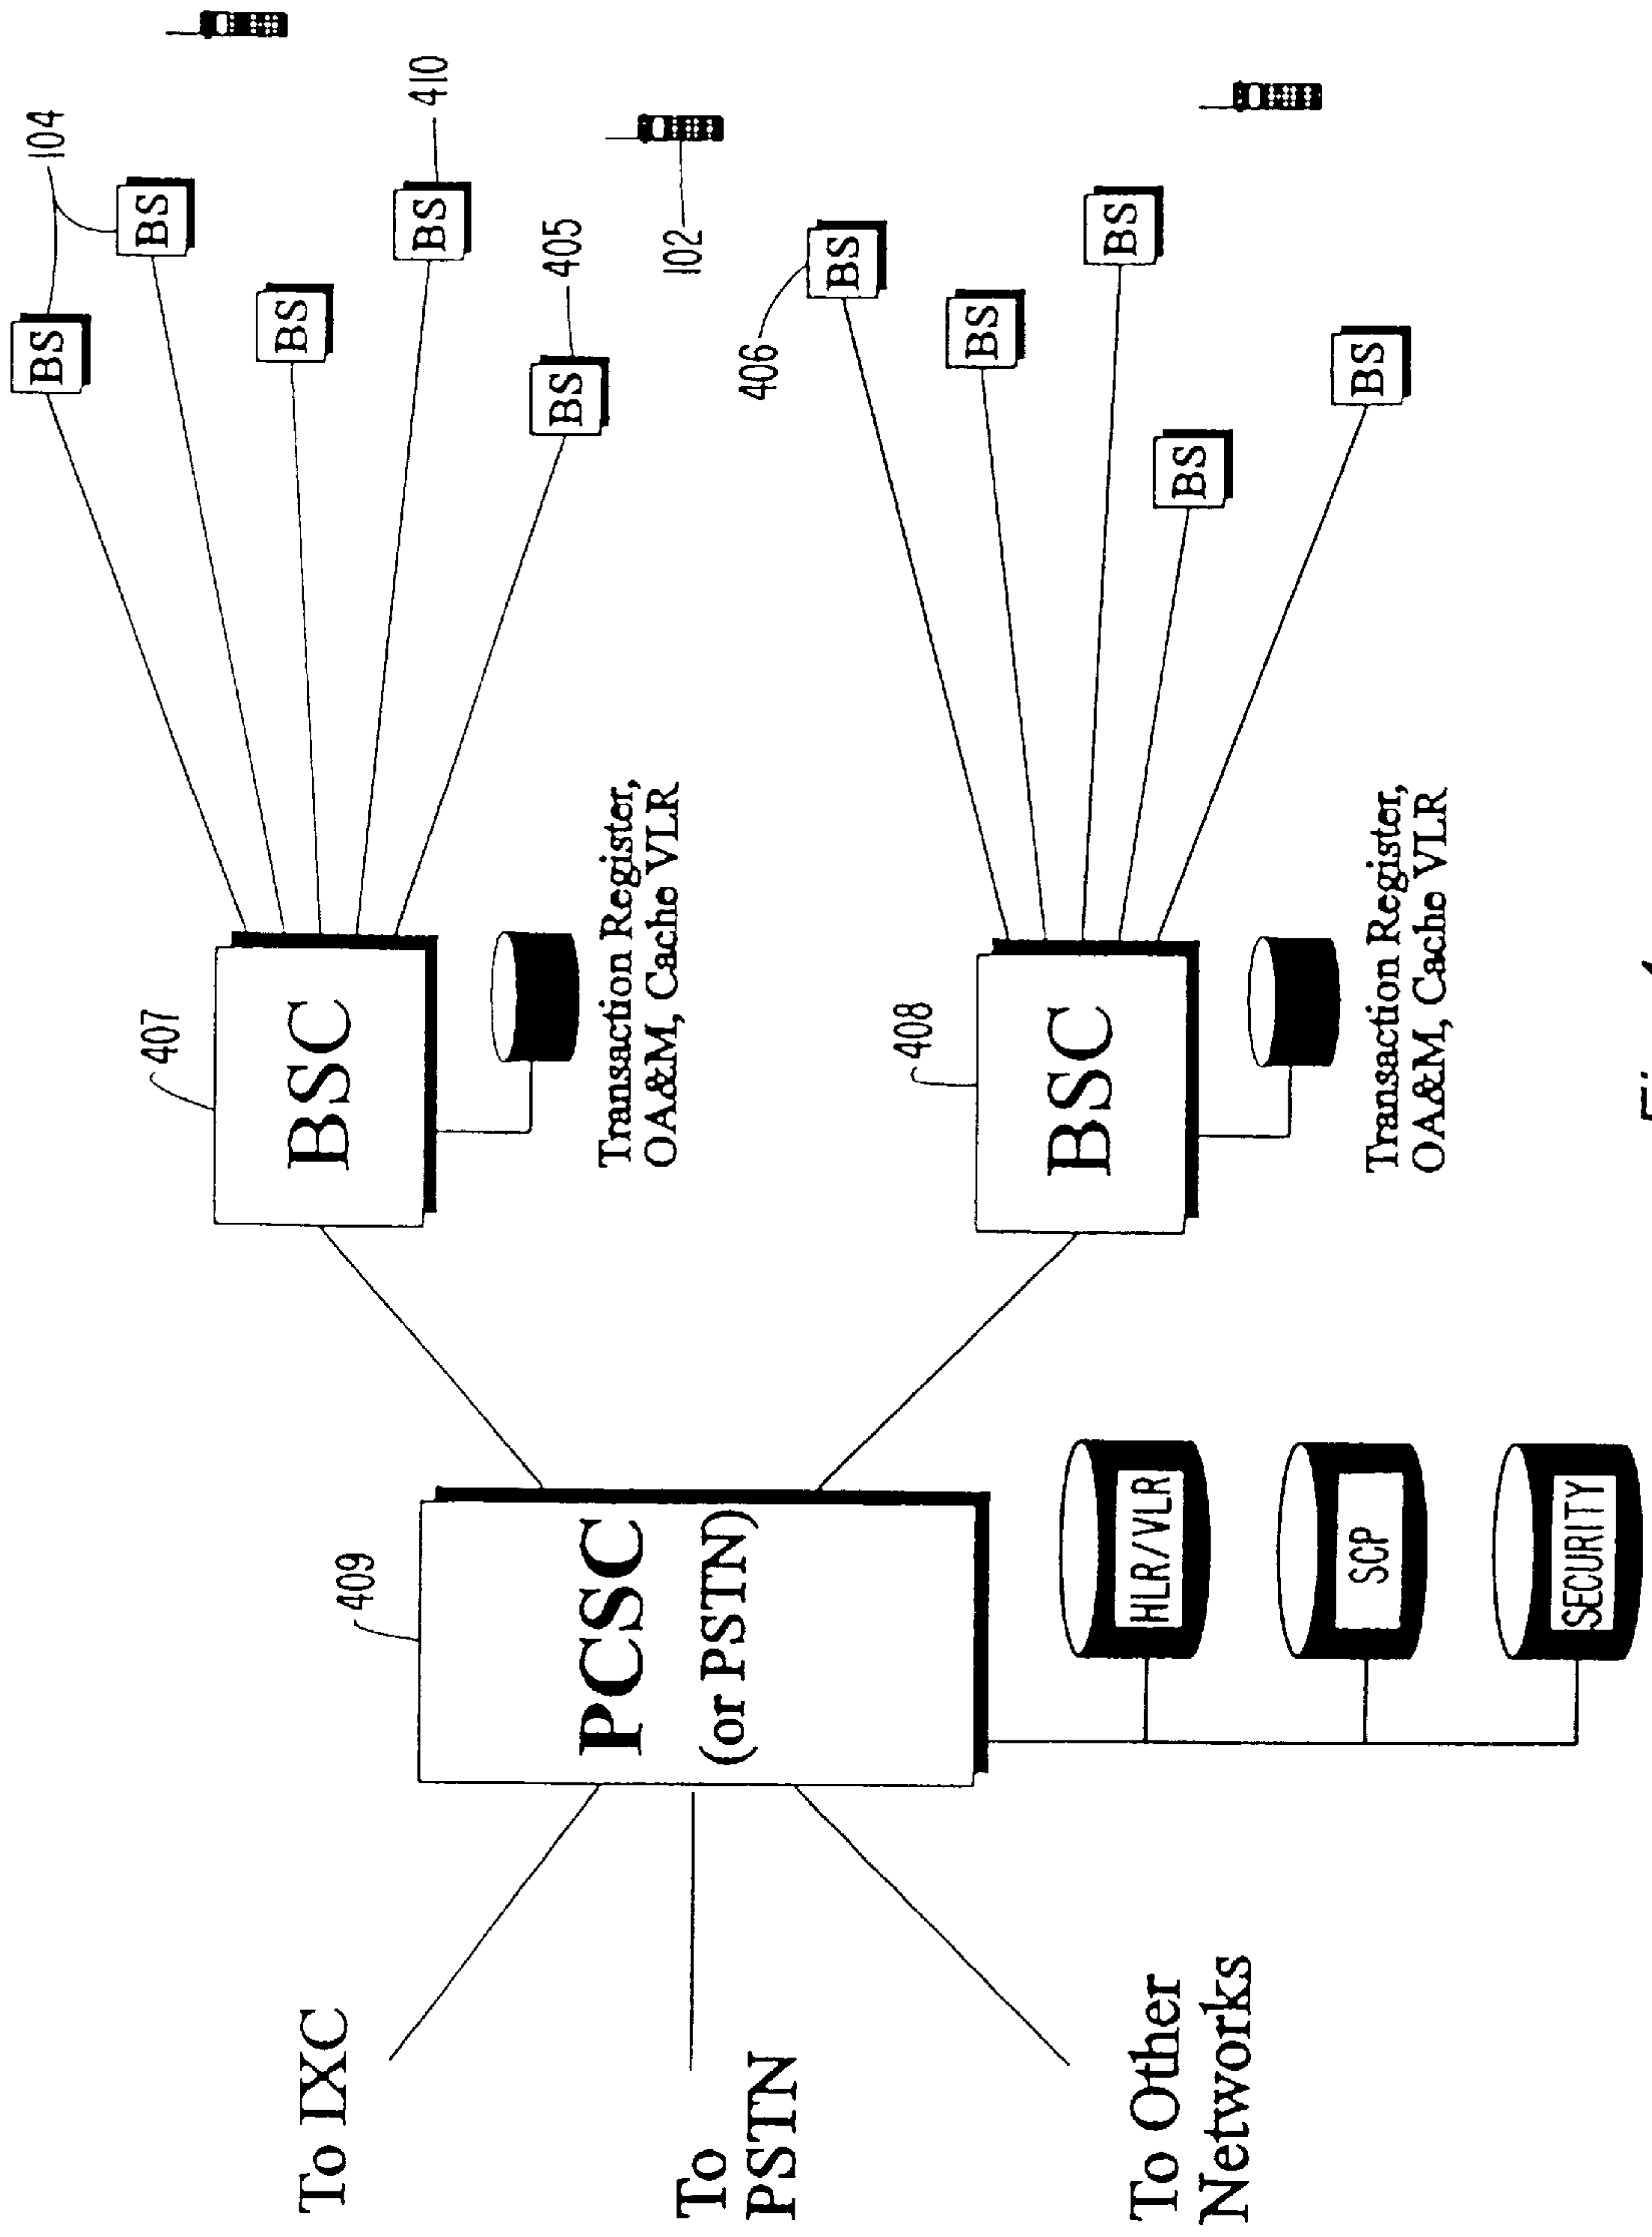 To IXC
To
PSTN
To Other
Networks
409
PCSC
(or PSTN)
HLR/VLR
SCP
SECURITY
407
BSC
Transaction Register,
OA&M, Cache VLR
408
BSC
Transaction Register,
OA&M, Cache VLR
104
BS
BS
BS
BS
410
BS
405
102
406
BS
BS
BS
BS
BS